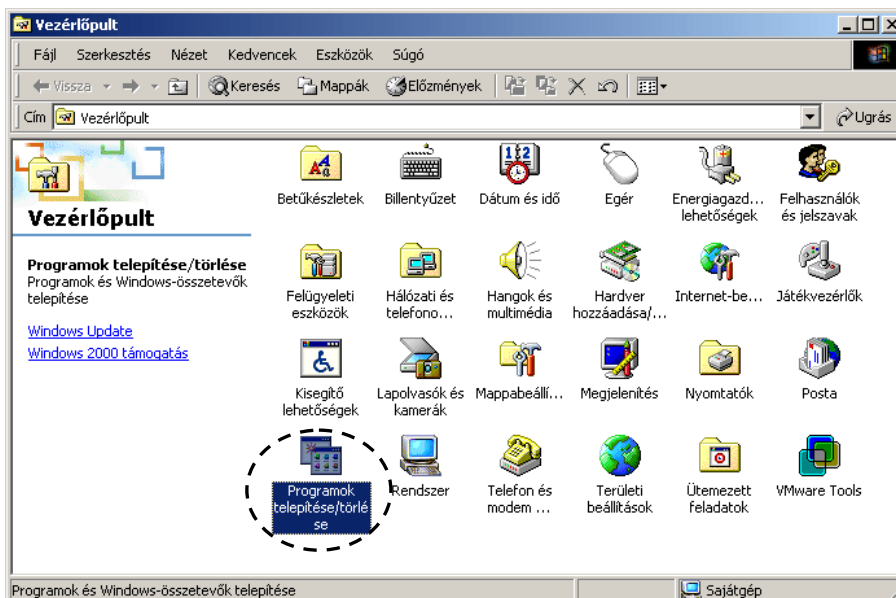 Vezérlőpult
Fájl Szerkesztés Nézet Kedvencek Eszközök Súgó
Vissza Keresés Mappák Előzmények
Cím Vezérlőpult Ugrás
Vezérlőpult
Programok telepítése/törlése
Programok és Windows-összetevők
telepítése
Windows Update
Windows 2000 támogatás
Betűkészletek
Billentyűzet
Dátum és idő
Egér
Energiagazd...
lehetőségek
Felhasználók
és jelszavak
Felügyeleti
eszközök
Hálózati és
telefono...
Hangok és
multimédia
Hardver
hozzáadása/...
Internet-be...
Játékvezérlők
Kisegítő
lehetőségek
Lapolvasók és
kamerák
Mappabeállí...
Megjelenítés
Nyomtatók
Posta
Programok
telepítése/törlé
se
Rendszer
Telefon és
modem ...
Területi
beállítások
Ütemezett
feladatok
VMware Tools
Programok és Windows-összetevők telepítése
Sajátgép